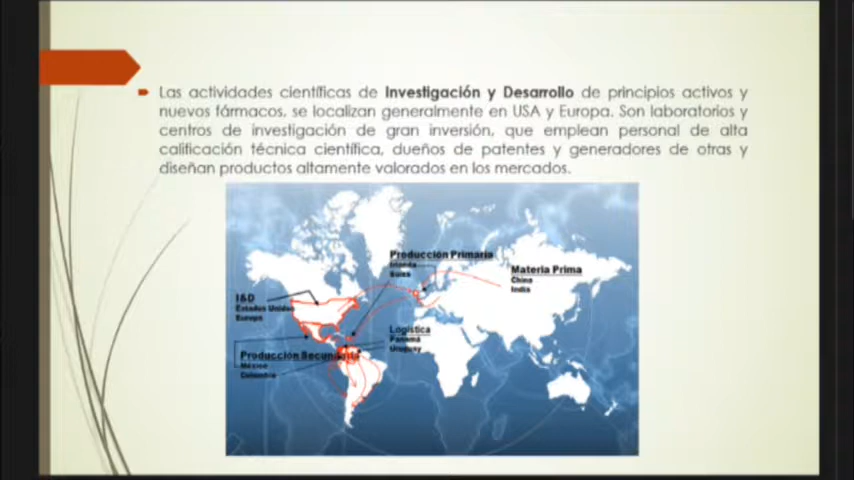 Las actividades científicas de Investigación y Desarrollo de principios activos y
nuevos fármacos, se localizan generalmente en USA y Europa. Son laboratorios y
centros de investigación de gran inversión, que emplean personal de alta
calificación técnica científica, dueños de patentes y generadores de otras y
diseñan productos altamente valorados en los mercados.
Producción Primaria
Irlanda
Suiza
Materia Prima
China
India
I&D
Estados Unidos
Europa
Logística
Panamá
Uruguay
Producción Secundaria
México
Colombia